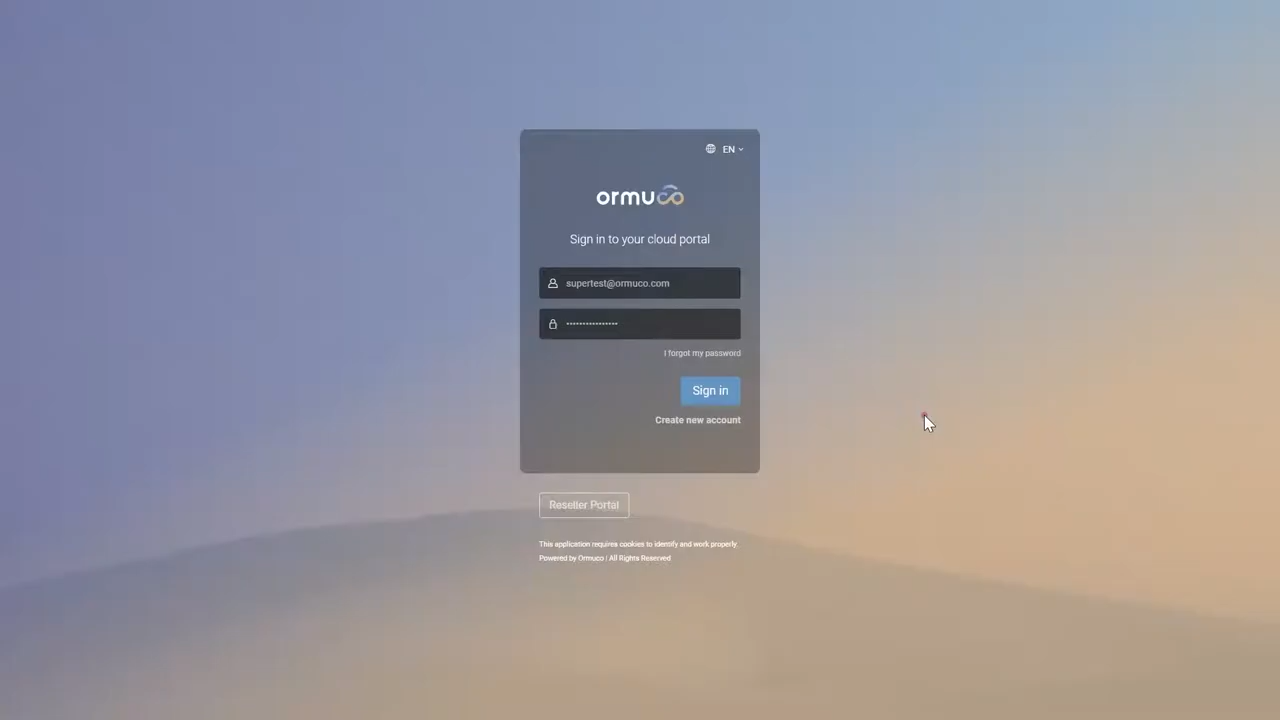 EN
ormuco
Sign in to your cloud portal
supertest@ormuco.com
I forgot my password
Sign in
Create new account
Reseller Portal
This application requires cookies to identify and work properly.
Powered by Ormuco | All Rights Reserved